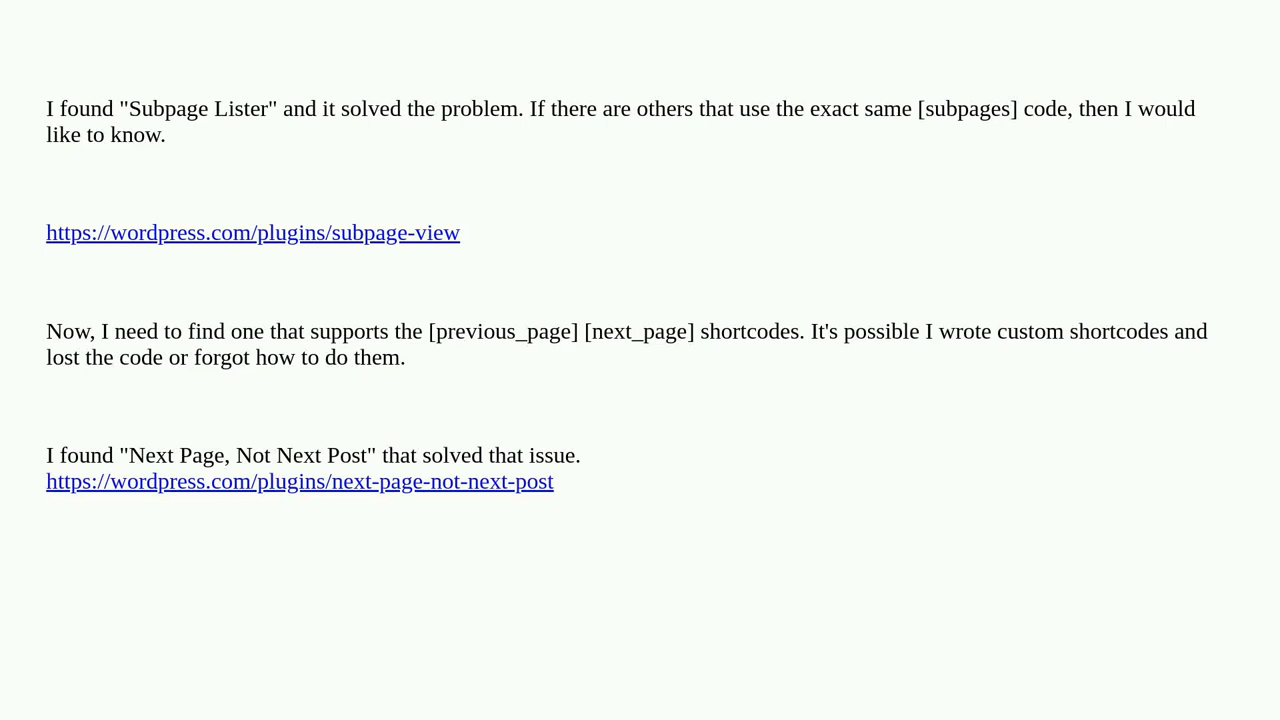 I found "Subpage Lister" and it solved the problem. If there are others that use the exact same [subpages] code, then I would
like to know.
https://wordpress.com/plugins/subpage-view
Now, I need to find one that supports the [previous_page] [next_page] shortcodes. It's possible I wrote custom shortcodes and
lost the code or forgot how to do them.
I found "Next Page, Not Next Post" that solved that issue.
https://wordpress.com/plugins/next-page-not-next-post